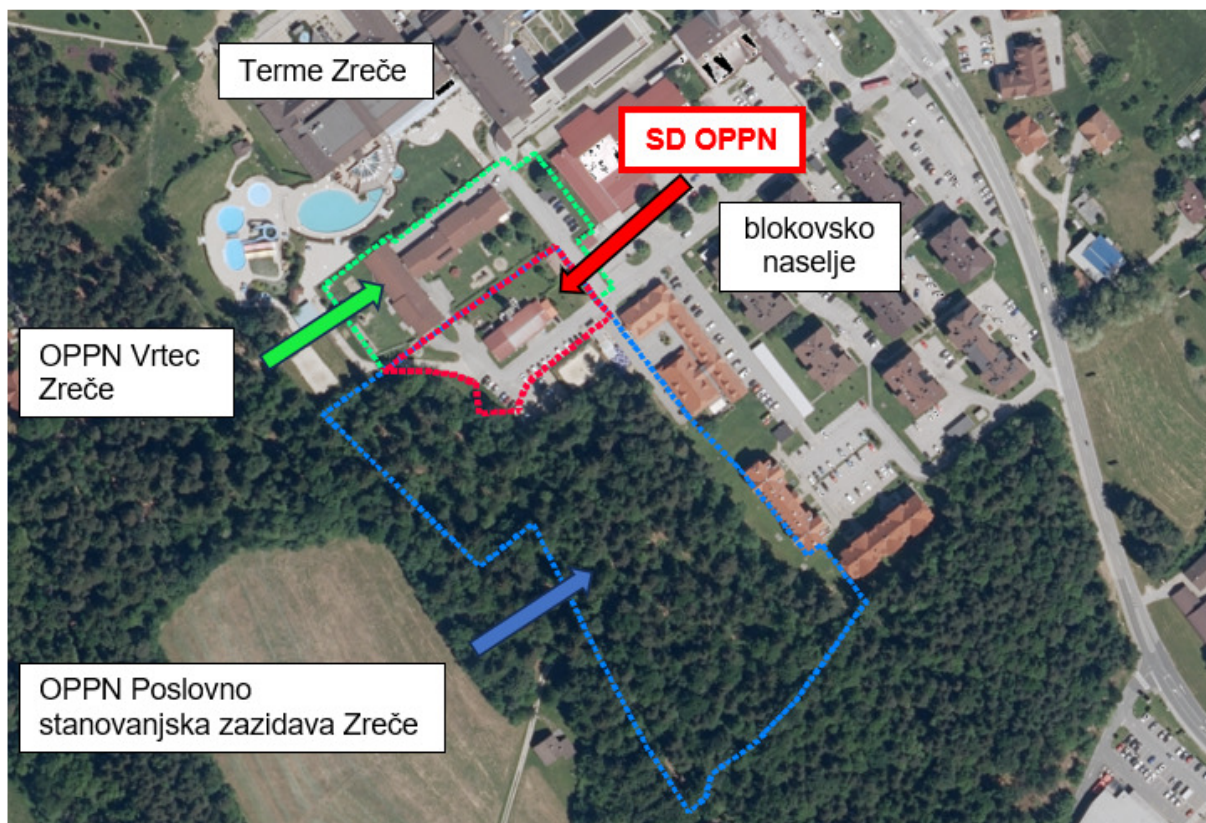 Terme Zreče
SD OPPN
blokovsko
naselje
OPPN Vrtec
Zreče
OPPN Poslovno
stanovanjska zazidava Zreče